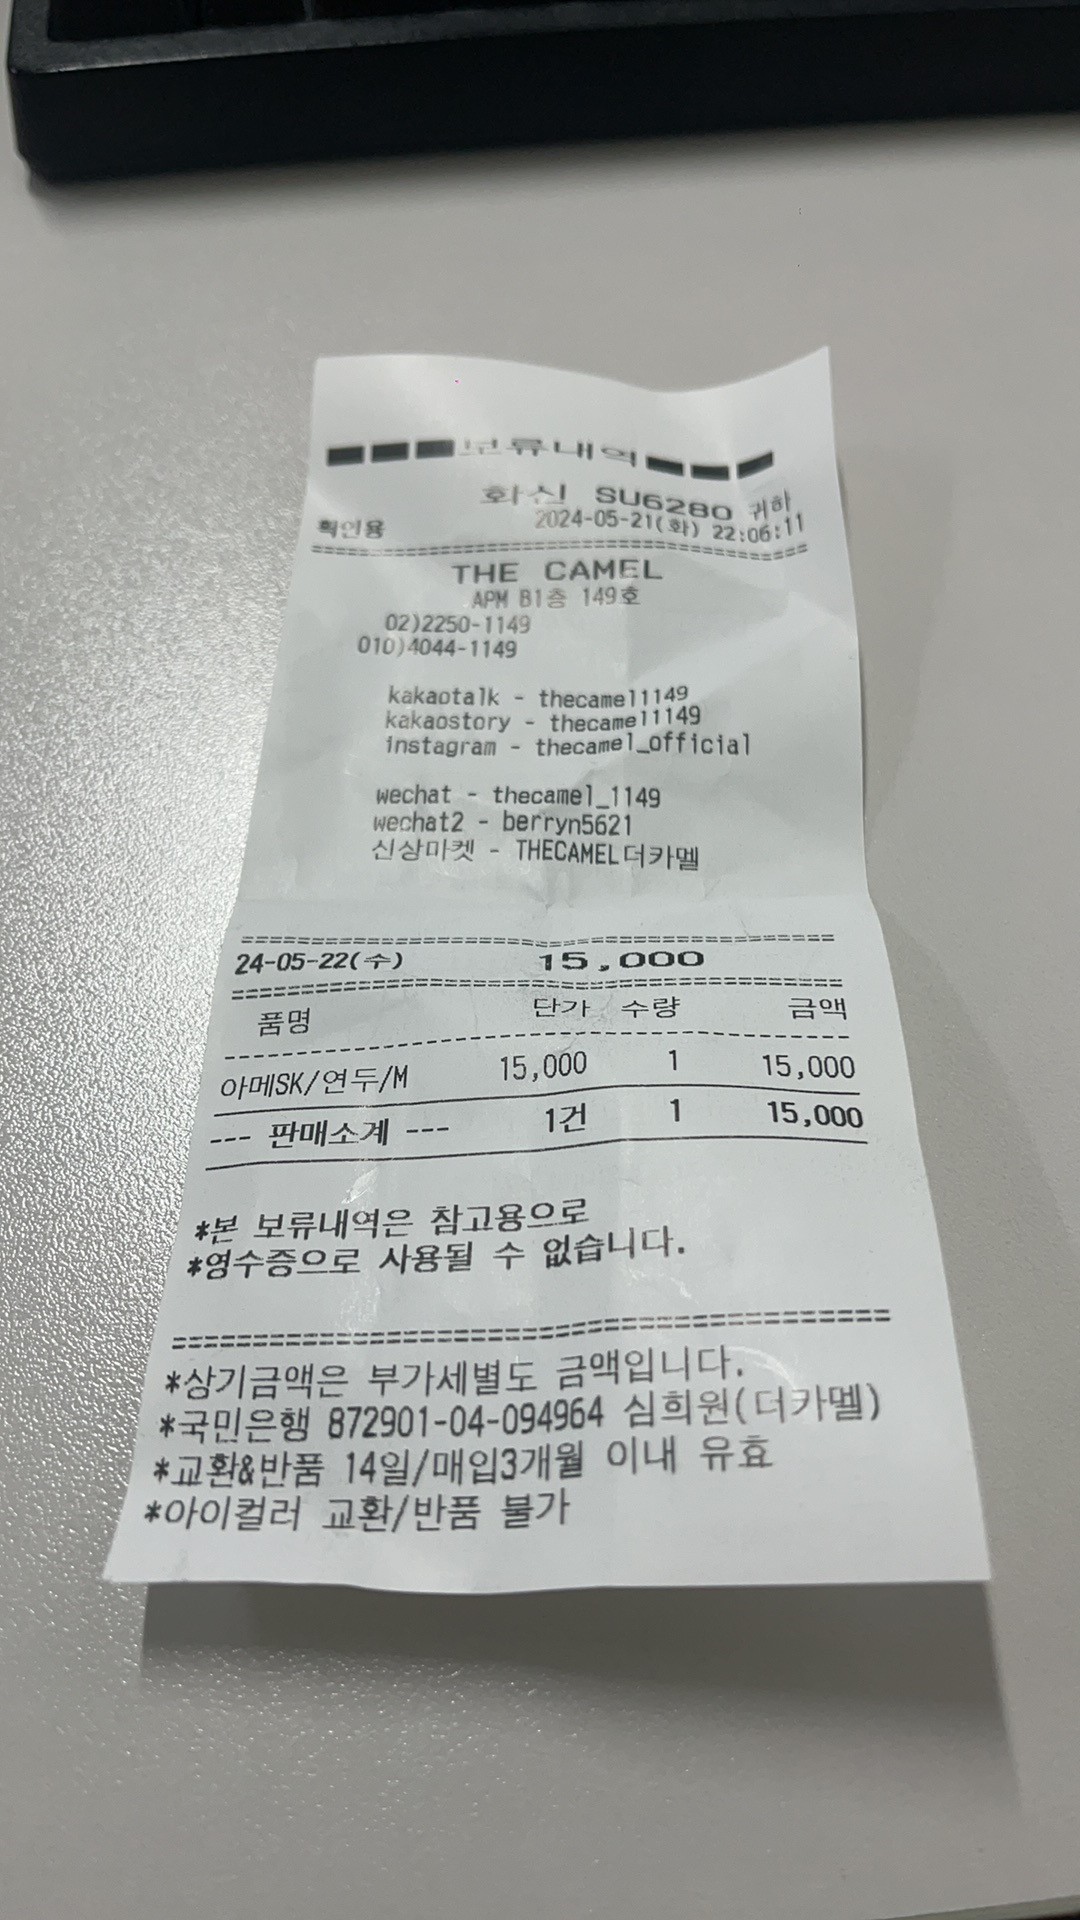 ■■■보류내역■■■
화신 SU6280 귀하
확인용 2024-05-21(화) 22:06:11
========================================
THE CAMEL
APM B1층 149호
02)2250-1149
010)4044-1149
kakaotalk - thecamel1149
kakaostory - thecamel1149
instagram - thecamel_official
wechat - thecamel_1149
wechat2 - berryn5621
신상마켓 - THECAMEL더카멜
========================================
24-05-22(수) 15,000
========================================
품명 단가 수량 금액
----------------------------------------
아메SK/연두/M 15,000 1 15,000
--- 판매소계 --- 1건 1 15,000
*본 보류내역은 참고용으로
*영수증으로 사용될 수 없습니다.
========================================
*상기금액은 부가세별도 금액입니다.
*국민은행 872901-04-094964 심희원(더카멜)
*교환&반품 14일/매입3개월 이내 유효
*아이컬러 교환/반품 불가